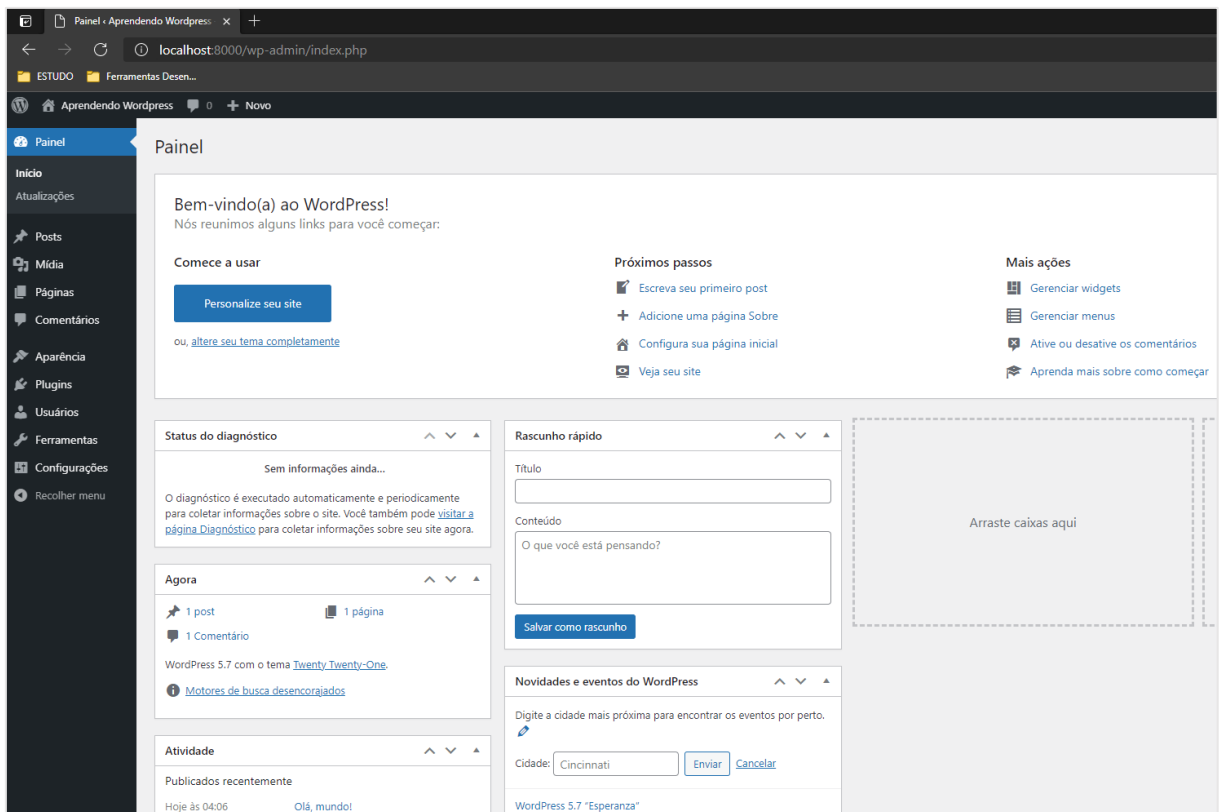 Painel ‹ Aprendendo Wordpress
localhost:8000/wp-admin/index.php
ESTUDO Ferramentas Desen...
Aprendendo Wordpress 0 Novo
Painel
Início
Atualizações
Posts
Mídia
Páginas
Comentários
Aparência
Plugins
Usuários
Ferramentas
Configurações
Recolher menu
Painel
Bem-vindo(a) ao WordPress!
Nós reunimos alguns links para você começar:
Comece a usar
Personalize seu site
ou, altere seu tema completamente
Próximos passos
Escreva seu primeiro post
Adicione uma página Sobre
Configura sua página inicial
Veja seu site
Mais ações
Gerenciar widgets
Gerenciar menus
Ative ou desative os comentários
Aprenda mais sobre como começar
Status do diagnóstico
Sem informações ainda...
O diagnóstico é executado automaticamente e periodicamente
para coletar informações sobre o site. Você também pode visitar a
página Diagnóstico para coletar informações sobre seu site agora.
Agora
1 post 1 página
1 Comentário
WordPress 5.7 com o tema Twenty Twenty-One.
Motores de busca desencorajados
Atividade
Publicados recentemente
Hoje às 04:06 Olá, mundo!
Rascunho rápido
Título
Conteúdo
O que você está pensando?
Salvar como rascunho
Novidades e eventos do WordPress
Digite a cidade mais próxima para encontrar os eventos por perto.
Cidade: Cincinnati Enviar Cancelar
WordPress 5.7 "Esperanza"
Arraste caixas aqui